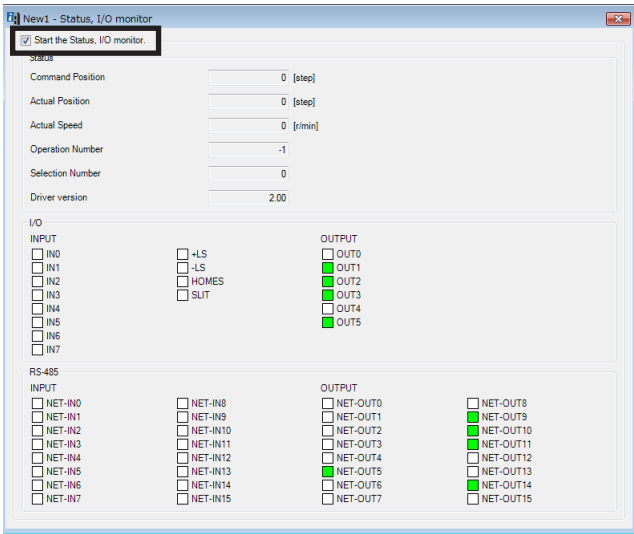 New1 - Status, I/O monitor
Start the Status, I/O monitor.
Status
Command Position 0 [step]
Actual Position 0 [step]
Actual Speed 0 [r/min]
Operation Number -1
Selection Number 0
Driver version 2.00
I/O
INPUT OUTPUT
IN0 +LS OUT0
IN1 -LS OUT1
IN2 HOMES OUT2
IN3 SLIT OUT3
IN4 OUT4
IN5 OUT5
IN6
IN7
RS-485
INPUT OUTPUT
NET-IN0 NET-IN8 NET-OUT0 NET-OUT8
NET-IN1 NET-IN9 NET-OUT1 NET-OUT9
NET-IN2 NET-IN10 NET-OUT2 NET-OUT10
NET-IN3 NET-IN11 NET-OUT3 NET-OUT11
NET-IN4 NET-IN12 NET-OUT4 NET-OUT12
NET-IN5 NET-IN13 NET-OUT5 NET-OUT13
NET-IN6 NET-IN14 NET-OUT6 NET-OUT14
NET-IN7 NET-IN15 NET-OUT7 NET-OUT15